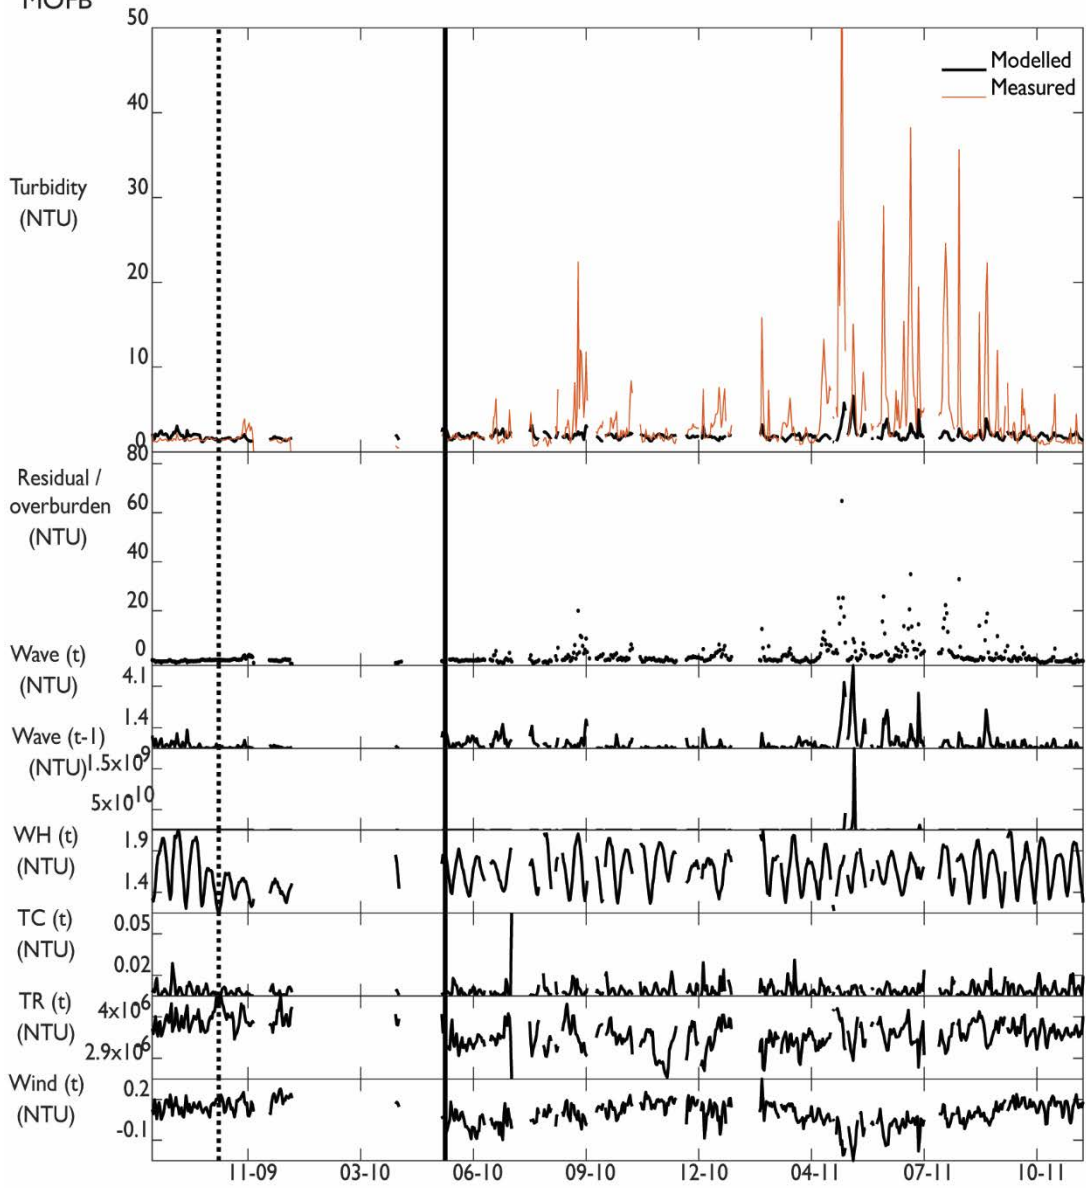 MOFB
50
Modelled
Measured
40
Turbidity
(NTU)
30
20
10
0
80
Residual /
overburden
(NTU)
60
40
20
0
Wave (t)
(NTU)
4.1
1.4
Wave (t-1)
(NTU)
1.5x10⁹
5x10¹⁰
WH (t)
(NTU)
1.9
1.4
TC (t)
(NTU)
0.05
0.02
TR (t)
(NTU)
4x10⁶
2.9x10⁶
Wind (t)
(NTU)
0.2
-0.1
11-09 03-10 06-10 09-10 12-10 04-11 07-11 10-11